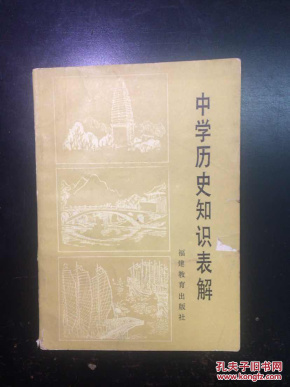 中学历史知识表解
福建教育出版社
孔夫子旧书网